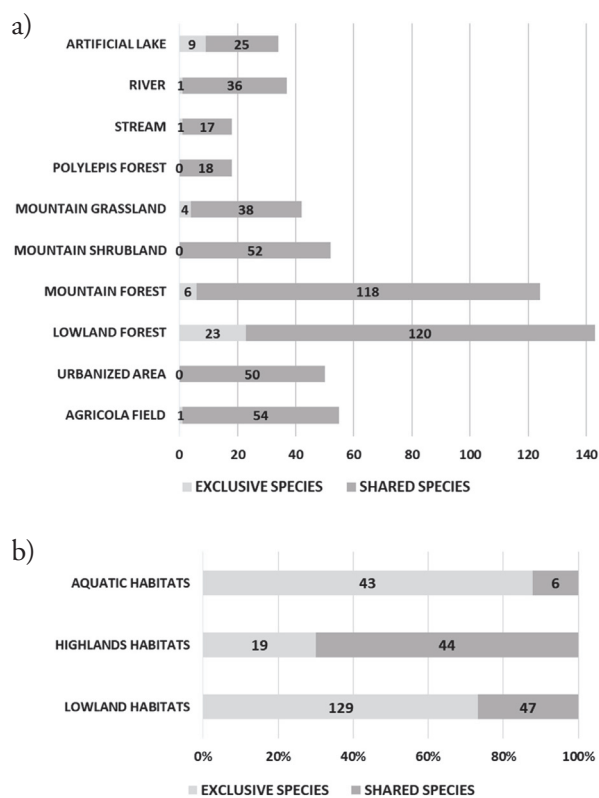 a)
ARTIFICIAL LAKE 9 25
RIVER 1 36
STREAM 1 17
POLYLEPIS FOREST 0 18
MOUNTAIN GRASSLAND 4 38
MOUNTAIN SHRUBLAND 0 52
MOUNTAIN FOREST 6 118
LOWLAND FOREST 23 120
URBANIZED AREA 0 50
AGRICOLA FIELD 1 54
0 20 40 60 80 100 120 140
EXCLUSIVE SPECIES SHARED SPECIES
b)
AQUATIC HABITATS 43 6
HIGHLANDS HABITATS 19 44
LOWLAND HABITATS 129 47
0% 20% 40% 60% 80% 100%
EXCLUSIVE SPECIES SHARED SPECIES